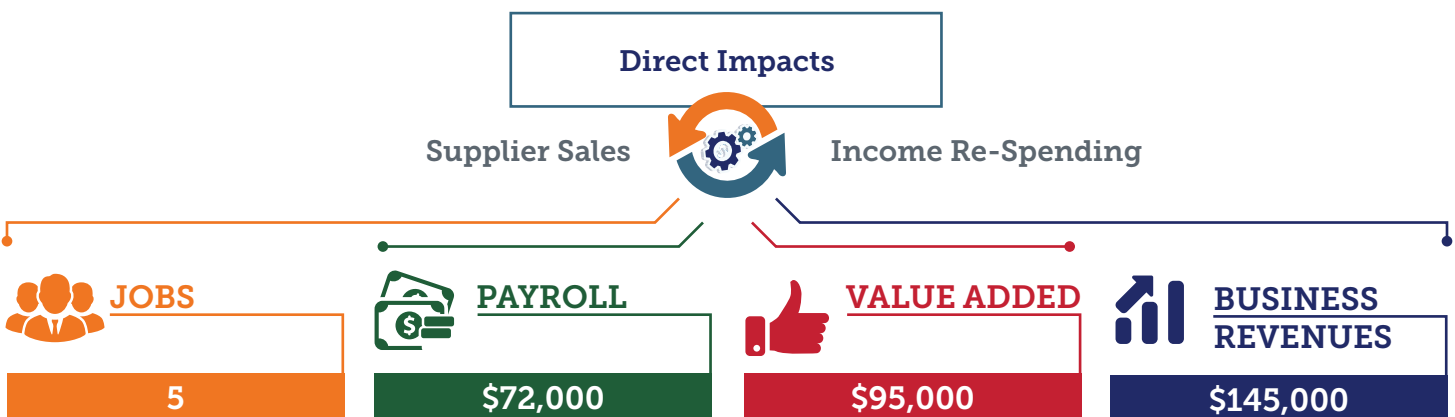 Direct Impacts
Supplier Sales
Income Re-Spending
JOBS
5
PAYROLL
$72,000
VALUE ADDED
$95,000
BUSINESS
REVENUES
$145,000